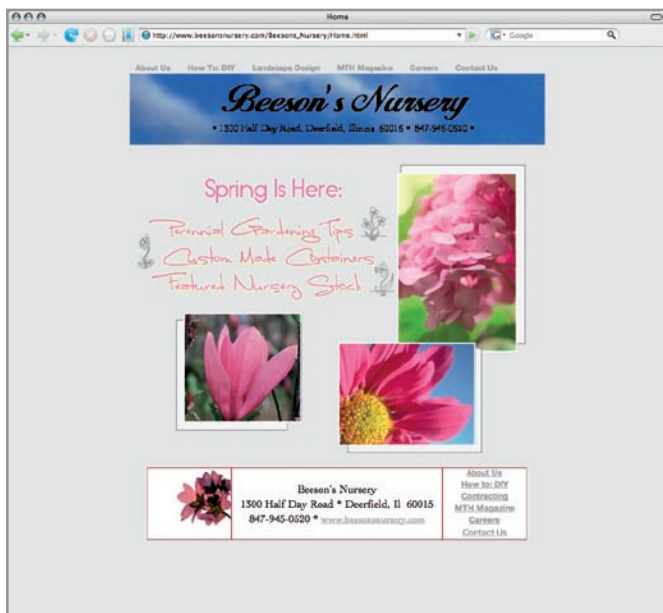 Home
http://www.beesonsnursery.com/Beesons_Nursery/Home.html
Google
About Us How To: DIY Landscape Design MTH Magazine Careers Contact Us
Beeson's Nursery
• 1300 Half Day Road, Deerfield, Illinois 60015 • 847-945-0520 •
Spring Is Here:
Perennial Gardening Tips
Custom Made Containers
Featured Nursery Stock
Beeson's Nursery
1300 Half Day Road * Deerfield, Il 60015
847-945-0520 * www.beesonsnursery.com
About Us
How to: DIY
Contracting
MTH Magazine
Careers
Contact Us